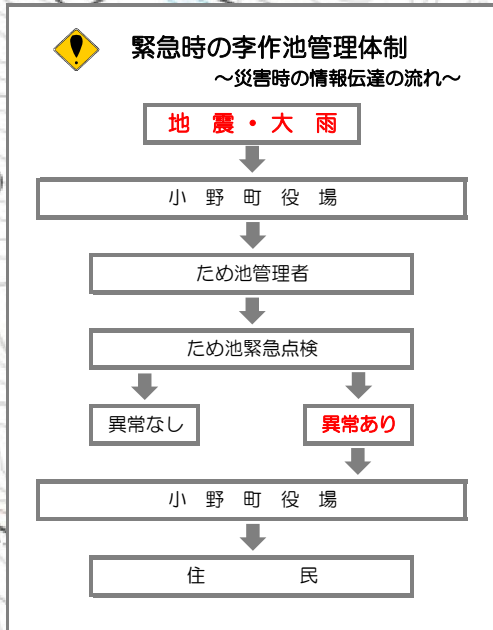 緊急時の李作池管理体制
～災害時の情報伝達の流れ～
地 震・大 雨
小 野 町 役 場
ため池管理者
ため池緊急点検
異常なし 異常あり
小 野 町 役 場
住 民